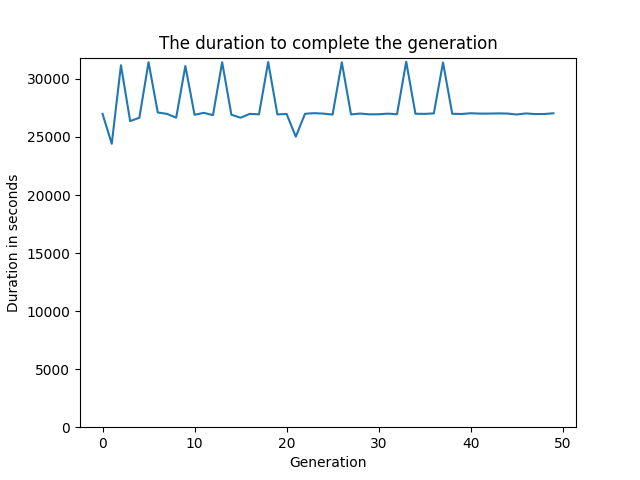 The duration to complete the generation
30000
25000
20000
15000
10000
5000
0
Duration in seconds
0 10 20 30 40 50
Generation